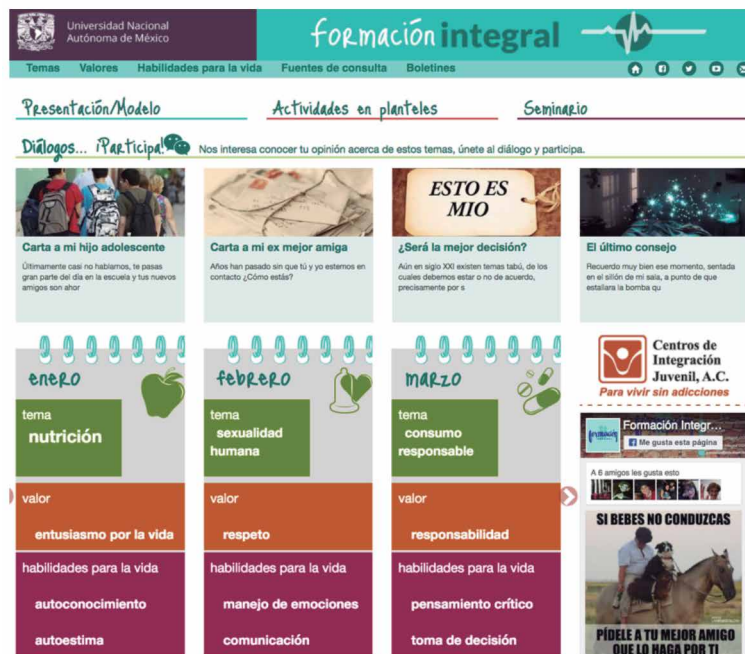 Universidad Nacional
Autónoma de México
formación integral
Temas Valores Habilidades para la vida Fuentes de consulta Boletines
Presentación/Modelo Actividades en planteles Seminario
Diálogos... ¡Participa! Nos interesa conocer tu opinión acerca de estos temas, únete al diálogo y participa.
Carta a mi hijo adolescente
Últimamente casi no hablamos, te pasas
gran parte del día en la escuela y tus nuevos
amigos son ahor
Carta a mi ex mejor amiga
Años han pasado sin que tú y yo estemos en
contacto ¿Cómo estás?
ESTO ES
MIO
¿Será la mejor decisión?
Aún en siglo XXI existen temas tabú, de los
cuales debemos estar o no de acuerdo,
precisamente por s
El último consejo
Recuerdo muy bien ese momento, sentada
en el sillón de mi sala, a punto de que
estallara la bomba qu
enero
tema
nutrición
valor
entusiasmo por la vida
habilidades para la vida
autoconocimiento
autoestima
febrero
tema
sexualidad
humana
valor
respeto
habilidades para la vida
manejo de emociones
comunicación
marzo
tema
consumo
responsable
valor
responsabilidad
habilidades para la vida
pensamiento crítico
toma de decisión
Centros de
Integración
Juvenil, A.C.
Para vivir sin adicciones
formación
Formación Integr...
Me gusta esta página
A 6 amigos les gusta esto
SI BEBES NO CONDUZCAS
PÍDELE A TU MEJOR AMIGO
QUE LO HAGA POR TI